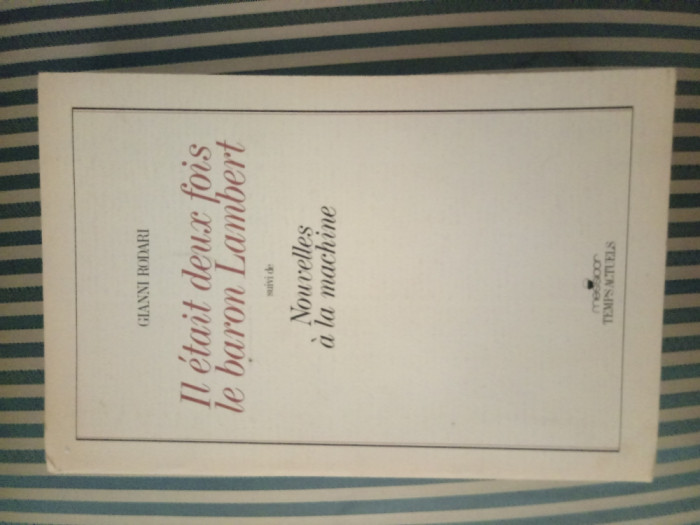 GIANNI RODARI
Il était deux fois
le baron Lambert
suivi de
Nouvelles
à la machine
messidor
TEMPS ACTUELS